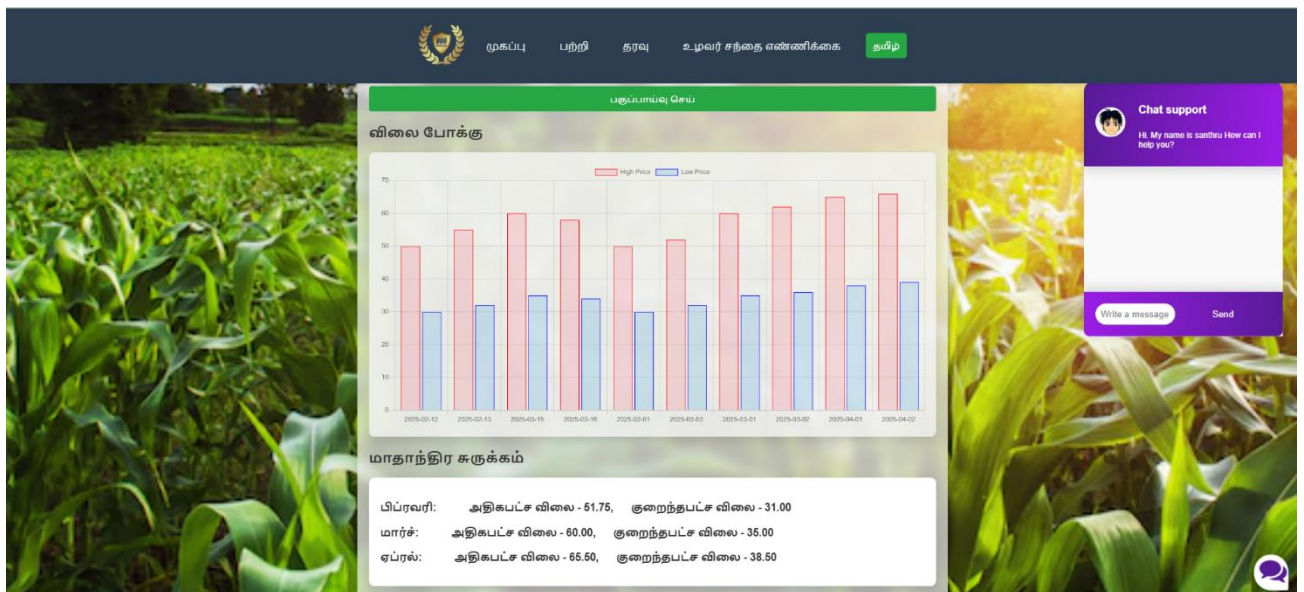 முகப்பு பற்றி தரவு உழவர் சந்தை எண்ணிக்கை தமிழ்
பகுப்பாய்வு செய்
விலை போக்கு
High Price Low Price
70
60
50
40
30
20
10
0
2025-02-12 2025-02-13 2025-03-15 2025-03-16 2025-02-01 2025-02-02 2025-03-01 2025-03-02 2025-04-01 2025-04-02
மாதாந்திர சுருக்கம்
பிப்ரவரி: அதிகபட்ச விலை - 51.75, குறைந்தபட்ச விலை - 31.00
மார்ச்: அதிகபட்ச விலை - 60.00, குறைந்தபட்ச விலை - 35.00
ஏப்ரல்: அதிகபட்ச விலை - 65.50, குறைந்தபட்ச விலை - 38.50
Chat support
Hi. My name is santhru How can I
help you?
Write a message Send